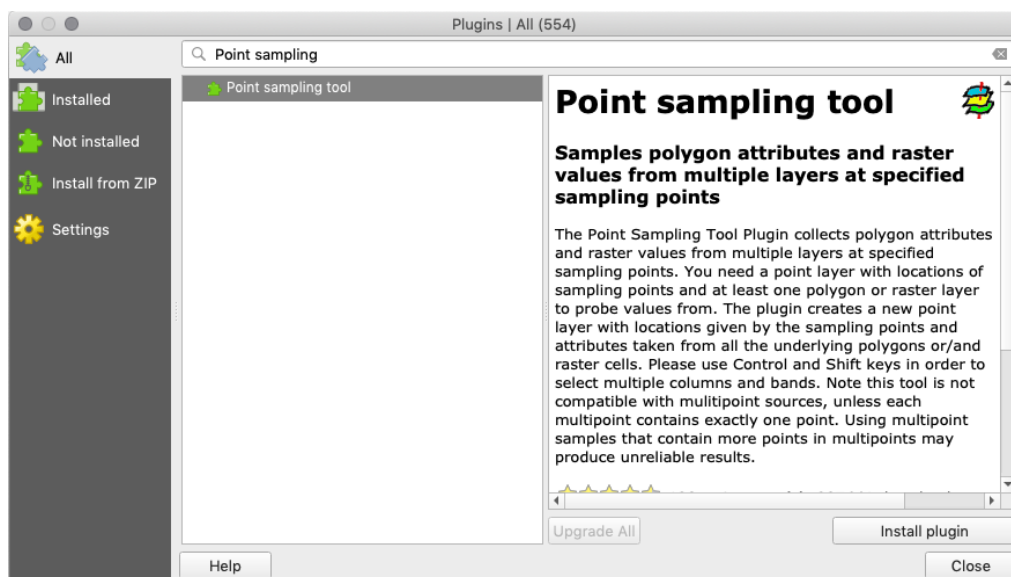 Plugins | All (554)
All
Point sampling
Installed
Not installed
Install from ZIP
Settings
Point sampling tool
Point sampling tool
Samples polygon attributes and raster
values from multiple layers at specified
sampling points
The Point Sampling Tool Plugin collects polygon attributes
and raster values from multiple layers at specified
sampling points. You need a point layer with locations of
sampling points and at least one polygon or raster layer
to probe values from. The plugin creates a new point
layer with locations given by the sampling points and
attributes taken from all the underlying polygons or/and
raster cells. Please use Control and Shift keys in order to
select multiple columns and bands. Note this tool is not
compatible with mulitipoint sources, unless each
multipoint contains exactly one point. Using multipoint
samples that contain more points in multipoints may
produce unreliable results.
Upgrade All
Install plugin
Help
Close